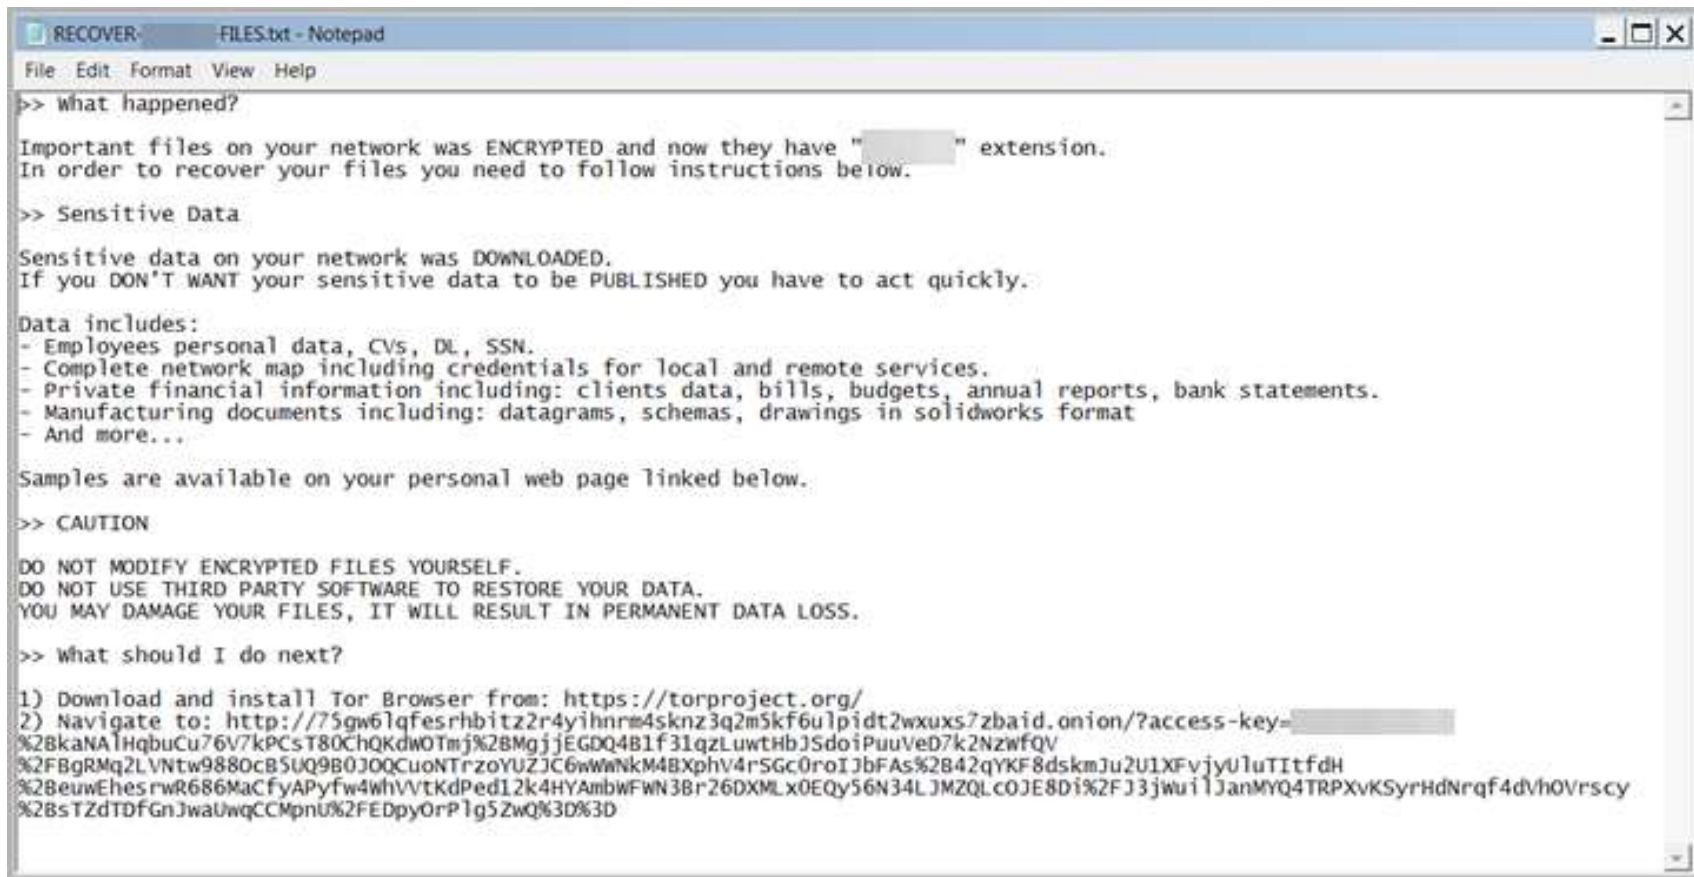 RECOVER- -FILES.txt - Notepad
File Edit Format View Help
>> What happened?
Important files on your network was ENCRYPTED and now they have " " extension.
In order to recover your files you need to follow instructions below.
>> Sensitive Data
Sensitive data on your network was DOWNLOADED.
If you DON'T WANT your sensitive data to be PUBLISHED you have to act quickly.
Data includes:
- Employees personal data, CVs, DL, SSN.
- Complete network map including credentials for local and remote services.
- Private financial information including: clients data, bills, budgets, annual reports, bank statements.
- Manufacturing documents including: datagrams, schemas, drawings in solidworks format
- And more...
Samples are available on your personal web page linked below.
>> CAUTION
DO NOT MODIFY ENCRYPTED FILES YOURSELF.
DO NOT USE THIRD PARTY SOFTWARE TO RESTORE YOUR DATA.
YOU MAY DAMAGE YOUR FILES, IT WILL RESULT IN PERMANENT DATA LOSS.
>> What should I do next?
1) Download and install Tor Browser from: https://torproject.org/
2) Navigate to: